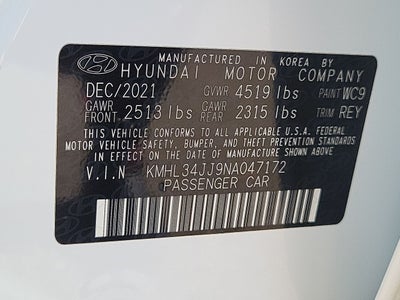 MANUFACTURED IN KOREA BY
HYUNDAI MOTOR COMPANY
DEC/2021 GVWR 4519 lbs PAINT WC9
GAWR FRONT 2513 lbs GAWR REAR 2315 lbs TRIM REY
THIS VEHICLE CONFORMS TO ALL APPLICABLE U.S.A. FEDERAL
MOTOR VEHICLE SAFETY, BUMPER, AND THEFT PREVENTION STANDARDS
IN EFFECT ON THE DATE OF MANUFACTURE SHOWN ABOVE.
V.I.N KMHL34JJ9NA047172
PASSENGER CAR